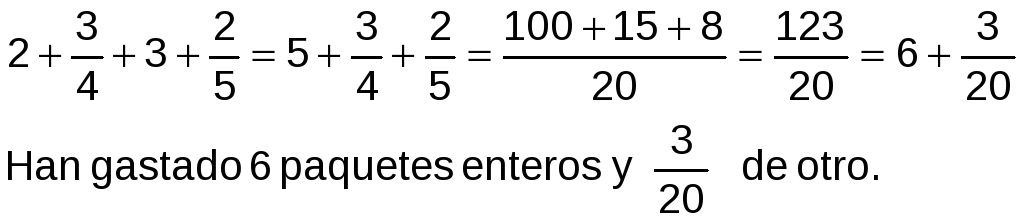 2 + 3/4 + 3 + 2/5 = 5 + 3/4 + 2/5 = (100 + 15 + 8)/20 = 123/20 = 6 + 3/20
Han gastado 6 paquetes enteros y 3/20 de otro.